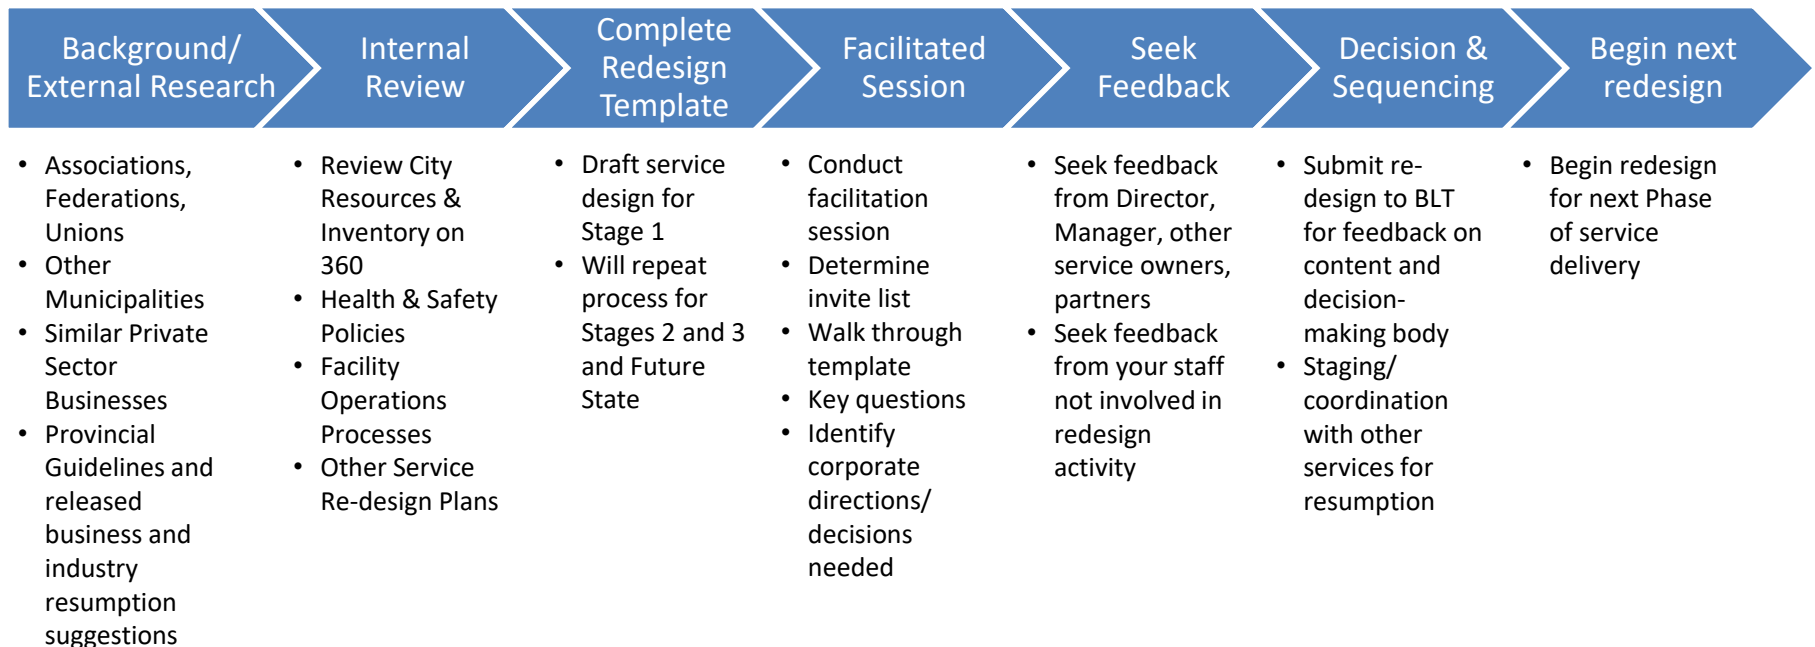 Background/
External Research
Internal
Review
Complete
Redesign
Template
Facilitated
Session
Seek
Feedback
Decision &
Sequencing
Begin next
redesign
• Associations,
Federations,
Unions
• Other
Municipalities
• Similar Private
Sector
Businesses
• Provincial
Guidelines and
released
business and
industry
resumption
suggestions
• Review City
Resources &
Inventory on
360
• Health & Safety
Policies
• Facility
Operations
Processes
• Other Service
Re-design Plans
• Draft service
design for
Stage 1
• Will repeat
process for
Stages 2 and 3
and Future
State
• Conduct
facilitation
session
• Determine
invite list
• Walk through
template
• Key questions
• Identify
corporate
directions/
decisions
needed
• Seek feedback
from Director,
Manager, other
service owners,
partners
• Seek feedback
from your staff
not involved in
redesign
activity
• Submit re-
design to BLT
for feedback on
content and
decision-
making body
• Staging/
coordination
with other
services for
resumption
• Begin redesign
for next Phase
of service
delivery